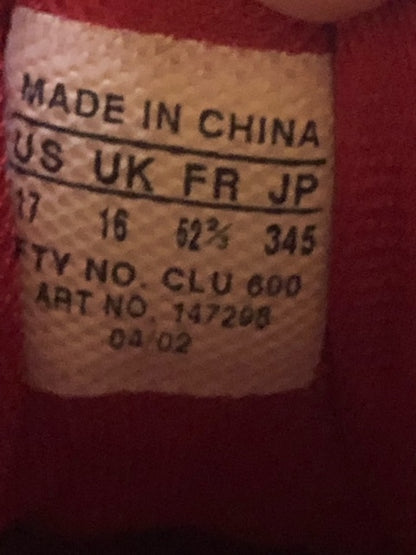 MADE IN CHINA
US UK FR JP
17 16 52⅔ 345
FTY NO. CLU 600
ART NO. 147298
04/02